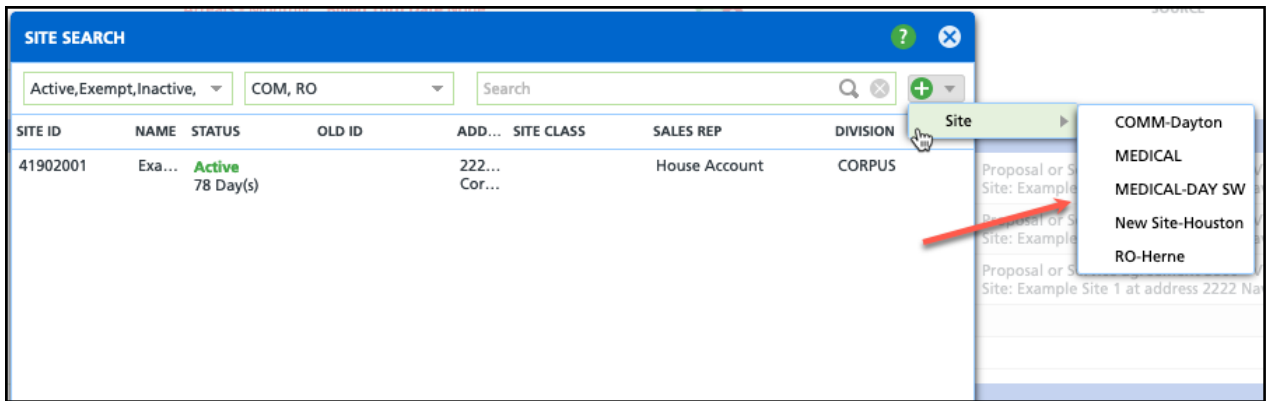 SOURCE
SITE SEARCH
?
Active,Exempt,Inactive,
COM, RO
Search
SITE ID NAME STATUS OLD ID ADD... SITE CLASS SALES REP DIVISION
41902001 Exa... Active 222... House Account CORPUS
78 Day(s) Cor...
Site
COMM-Dayton
MEDICAL
MEDICAL-DAY SW
New Site-Houston
RO-Herne
Proposal or S
Site: Example
Proposal or S
Site: Example
Proposal or S
Site: Example Site 1 at address 2222 Na